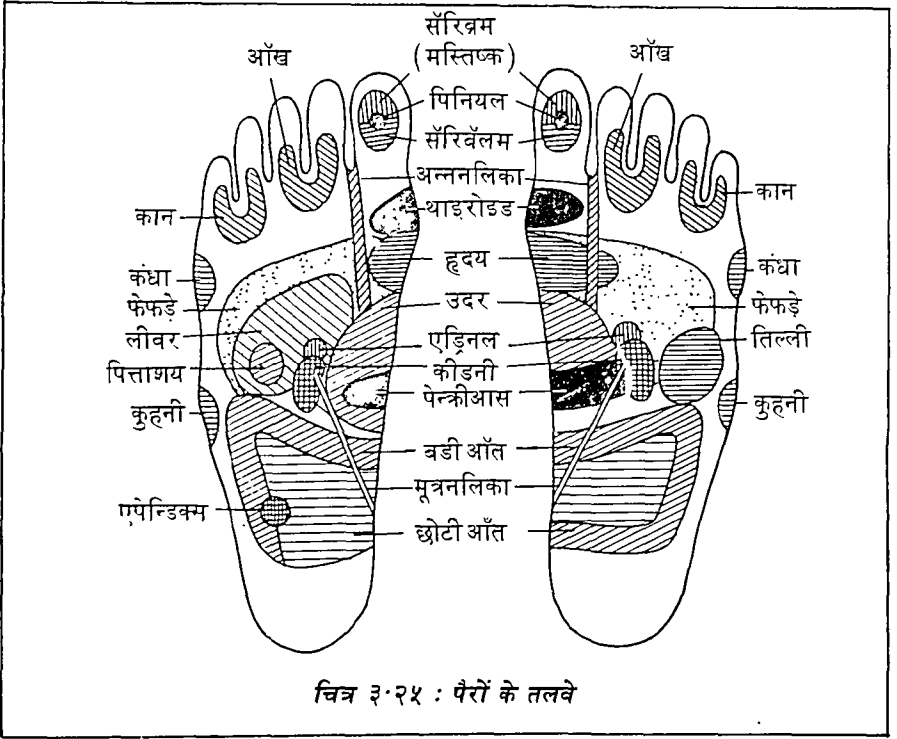 सॅरिब्रम
(मस्तिष्क)
आँख
आँख
पिनियल
सॅरिबॅलम
अन्ननलिका
थाइरोइड
कान
कान
हृदय
कंधा
कंधा
फेफड़े
उदर
फेफड़े
लीवर
एड्रिनल
तिल्ली
पित्ताशय
कीडनी
पेन्क्रीआस
कुहनी
कुहनी
बडी आँत
मूत्रनलिका
एपेन्डिक्स
छोटी आँत
चित्र ३·२५ : पैरों के तलवे